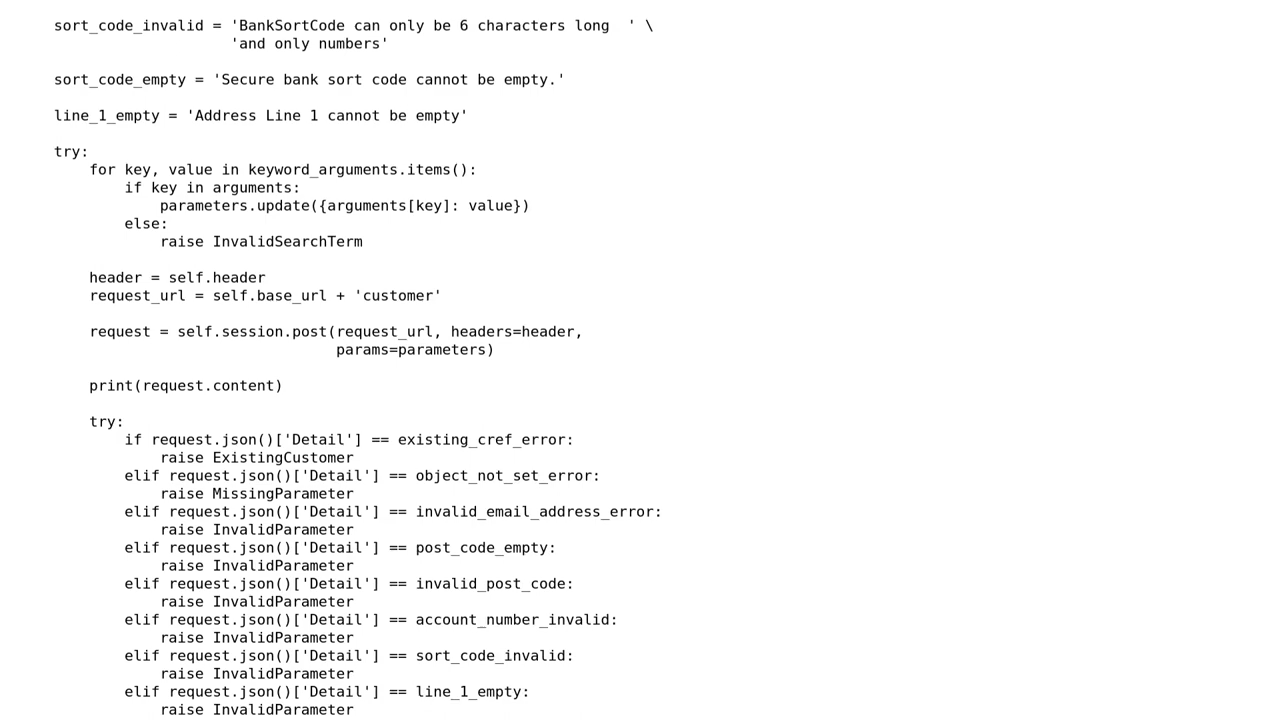 sort_code_invalid = 'BankSortCode can only be 6 characters long  ' \
                    'and only numbers'

sort_code_empty = 'Secure bank sort code cannot be empty.'

line_1_empty = 'Address Line 1 cannot be empty'

try:
    for key, value in keyword_arguments.items():
        if key in arguments:
            parameters.update({arguments[key]: value})
        else:
            raise InvalidSearchTerm

    header = self.header
    request_url = self.base_url + 'customer'

    request = self.session.post(request_url, headers=header,
                                params=parameters)

    print(request.content)

    try:
        if request.json()['Detail'] == existing_cref_error:
            raise ExistingCustomer
        elif request.json()['Detail'] == object_not_set_error:
            raise MissingParameter
        elif request.json()['Detail'] == invalid_email_address_error:
            raise InvalidParameter
        elif request.json()['Detail'] == post_code_empty:
            raise InvalidParameter
        elif request.json()['Detail'] == invalid_post_code:
            raise InvalidParameter
        elif request.json()['Detail'] == account_number_invalid:
            raise InvalidParameter
        elif request.json()['Detail'] == sort_code_invalid:
            raise InvalidParameter
        elif request.json()['Detail'] == line_1_empty:
            raise InvalidParameter